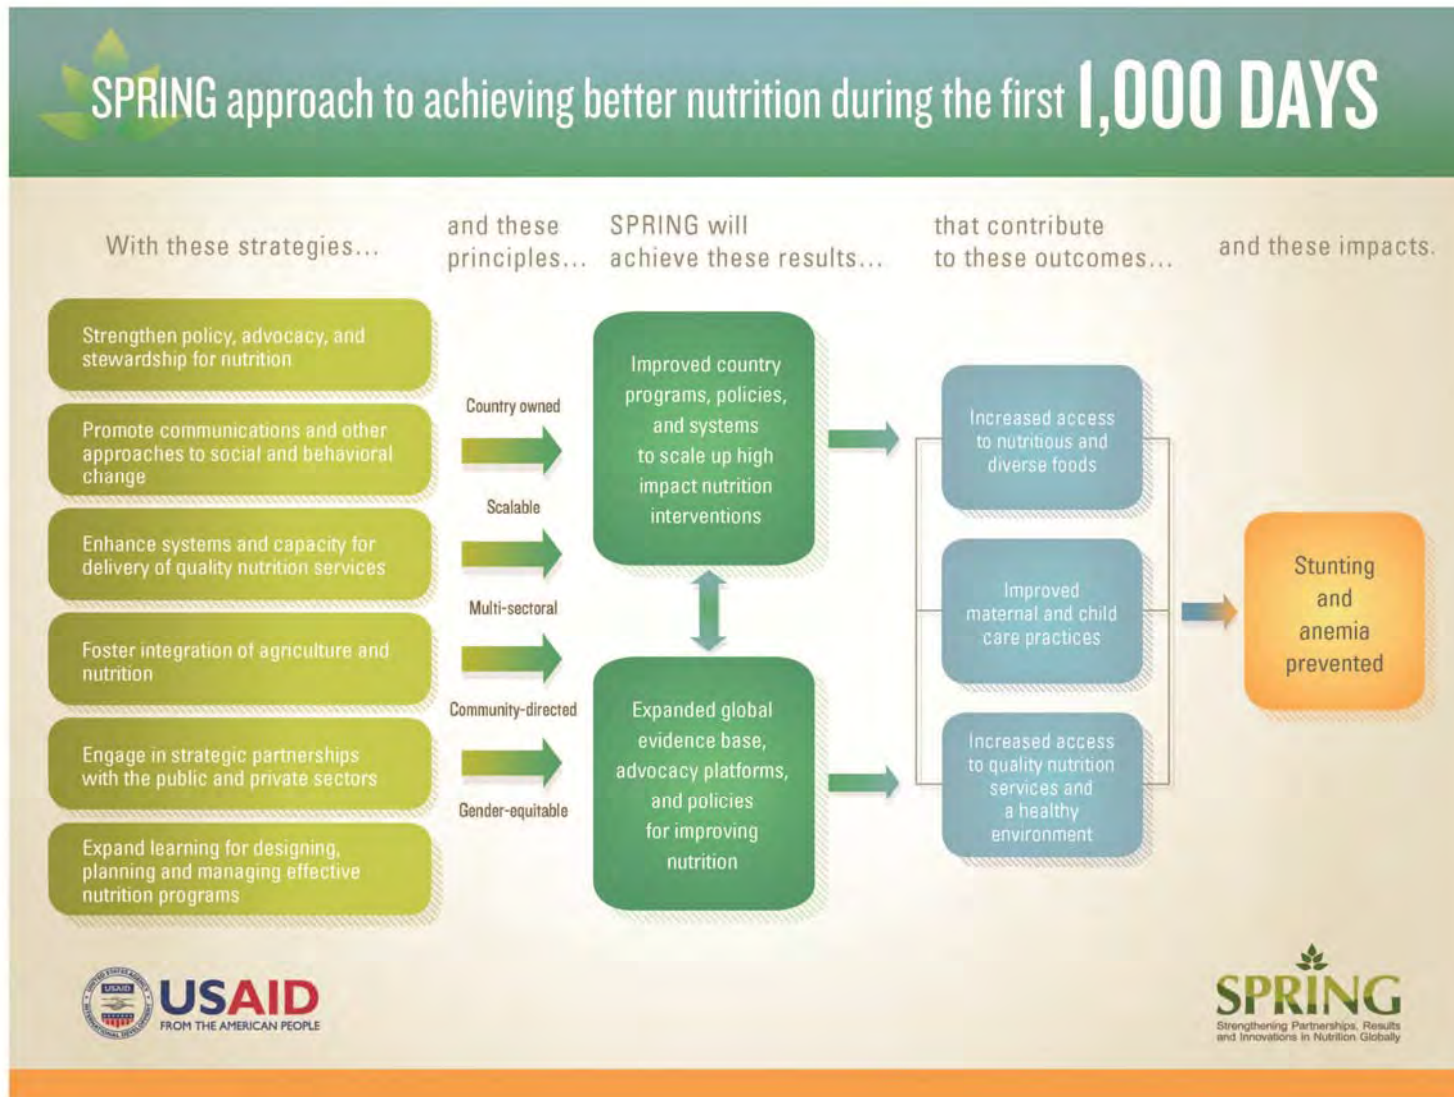 SPRING approach to achieving better nutrition during the first 1,000 DAYS
With these strategies...
and these
principles...
SPRING will
achieve these results...
that contribute
to these outcomes...
and these impacts.
Strengthen policy, advocacy, and
stewardship for nutrition
Promote communications and other
approaches to social and behavioral
change
Enhance systems and capacity for
delivery of quality nutrition services
Foster integration of agriculture and
nutrition
Engage in strategic partnerships
with the public and private sectors
Expand learning for designing,
planning and managing effective
nutrition programs
Country owned
Scalable
Multi-sectoral
Community-directed
Gender-equitable
Improved country
programs, policies,
and systems
to scale up high
impact nutrition
interventions
Expanded global
evidence base,
advocacy platforms,
and policies
for improving
nutrition
Increased access
to nutritious and
diverse foods
Improved
maternal and child
care practices
Increased access
to quality nutrition
services and
a healthy
environment
Stunting
and
anemia
prevented
UNITED STATES AGENCY
USAID
INTERNATIONAL DEVELOPMENT
USAID
FROM THE AMERICAN PEOPLE
SPRING
Strengthening Partnerships, Results
and Innovations in Nutrition Globally